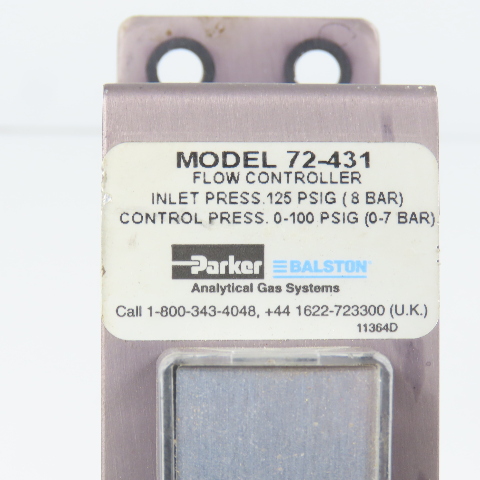 MODEL 72-431
FLOW CONTROLLER
INLET PRESS.125 PSIG ( 8 BAR)
CONTROL PRESS. 0-100 PSIG (0-7 BAR)
Parker BALSTON
Analytical Gas Systems
Call 1-800-343-4048, +44 1622-723300 (U.K.)
11364D